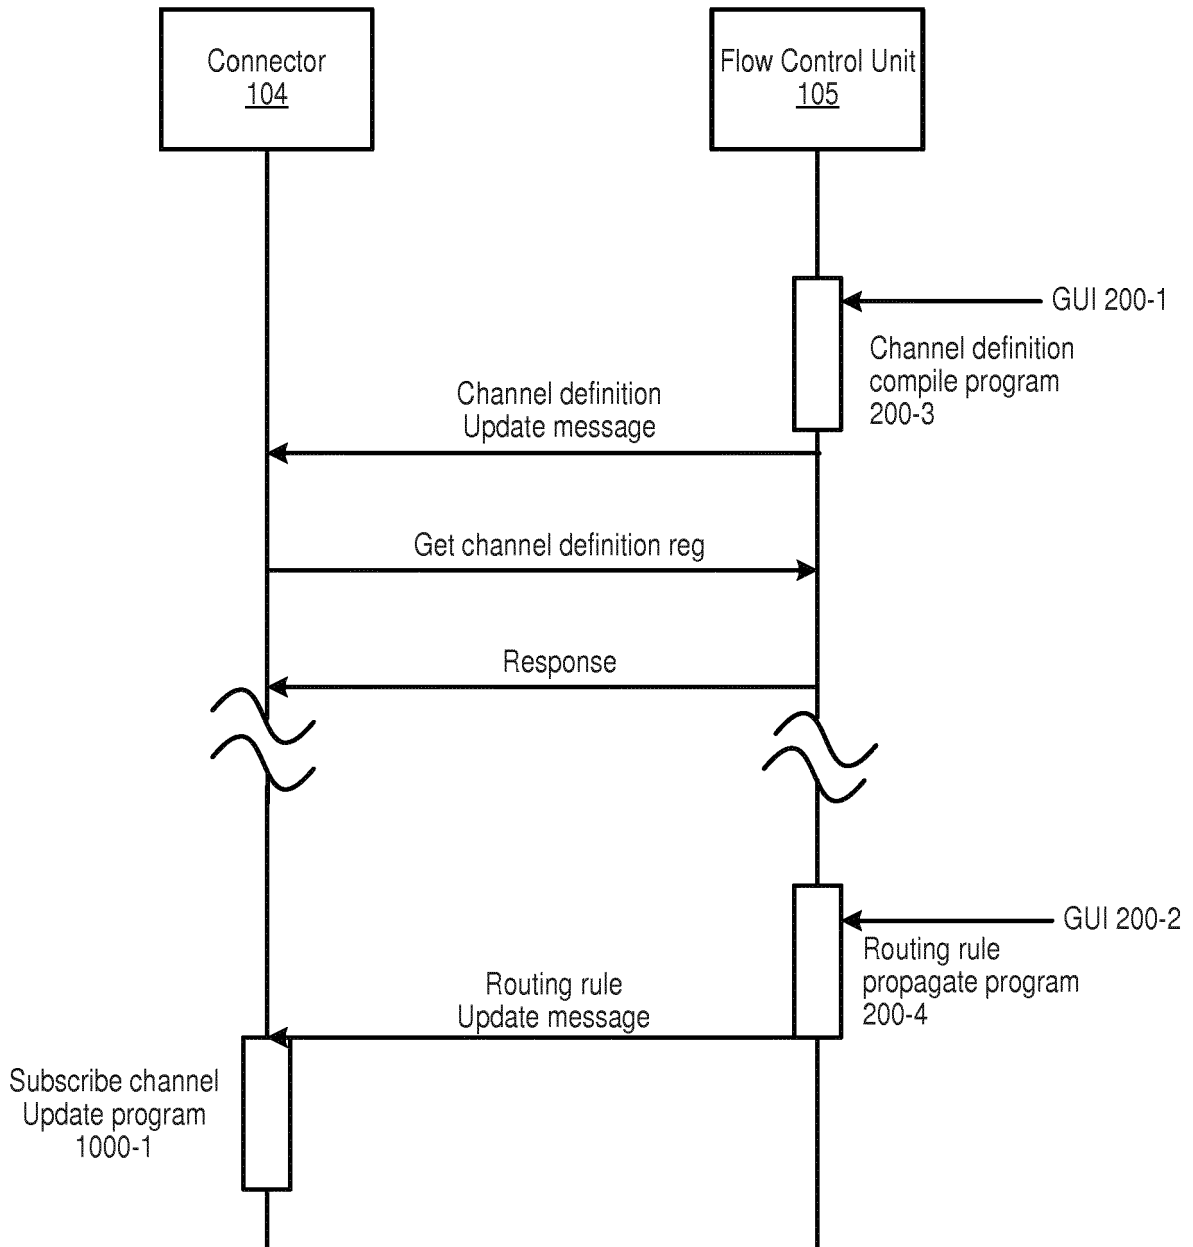 Connector
104
Flow Control Unit
105
GUI 200-1
Channel definition
compile program
200-3
Channel definition
Update message
Get channel definition reg
Response
GUI 200-2
Routing rule
propagate program
200-4
Routing rule
Update message
Subscribe channel
Update program
1000-1